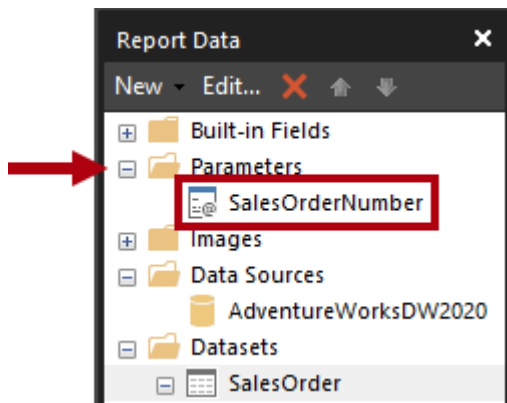 Report Data
New Edit...
Built-in Fields
Parameters
SalesOrderNumber
Images
Data Sources
AdventureWorksDW2020
Datasets
SalesOrder